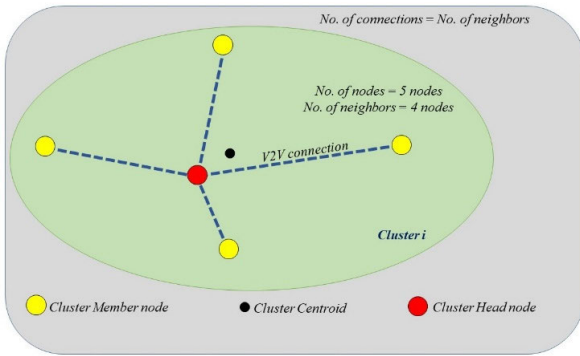 No. of connections = No. of neighbors
No. of nodes = 5 nodes
No. of neighbors = 4 nodes
V2V connection
Cluster i
Cluster Member node
Cluster Centroid
Cluster Head node